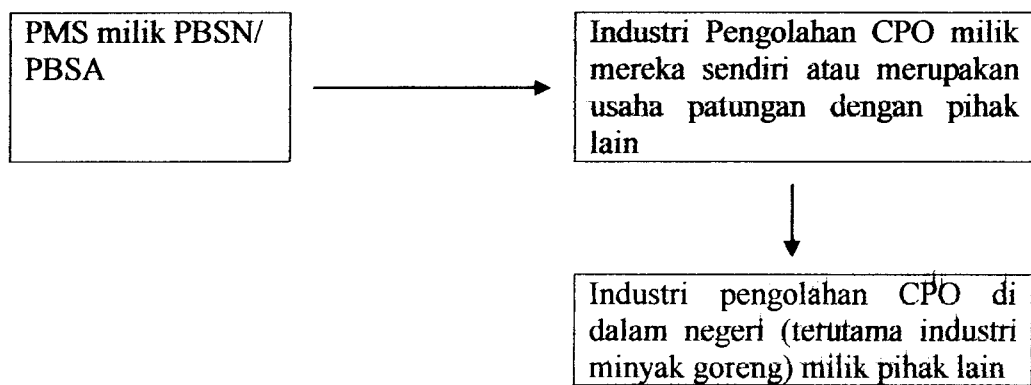 PMS milik PBSN/
PBSA
Industri Pengolahan CPO milik
mereka sendiri atau merupakan
usaha patungan dengan pihak
lain
Industri pengolahan CPO di
dalam negeri (terutama industri
minyak goreng) milik pihak lain